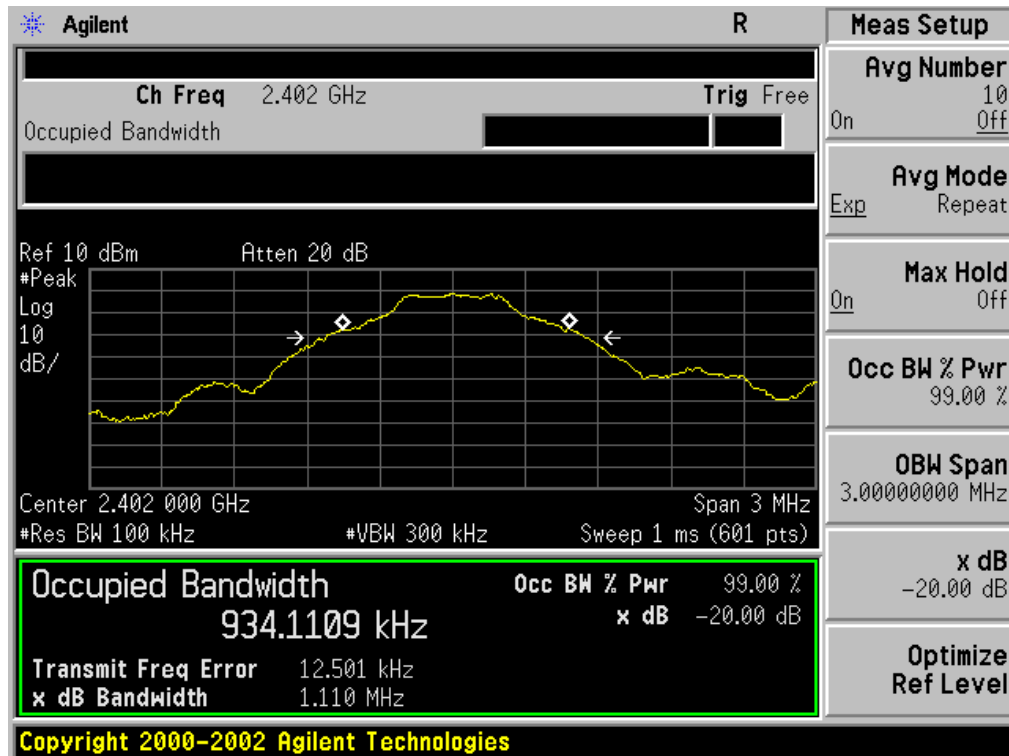 Agilent R Meas Setup
Ch Freq 2.402 GHz Trig Free
Occupied Bandwidth
Avg Number
10
On Off
Avg Mode
Exp Repeat
Max Hold
On Off
Occ BW % Pwr
99.00 %
OBW Span
3.00000000 MHz
x dB
-20.00 dB
Optimize
Ref Level
Ref 10 dBm Atten 20 dB
#Peak
Log
10
dB/
Center 2.402 000 GHz Span 3 MHz
#Res BW 100 kHz #VBW 300 kHz Sweep 1 ms (601 pts)
Occupied Bandwidth Occ BW % Pwr 99.00 %
934.1109 kHz x dB -20.00 dB
Transmit Freq Error 12.501 kHz
x dB Bandwidth 1.110 MHz
Copyright 2000-2002 Agilent Technologies